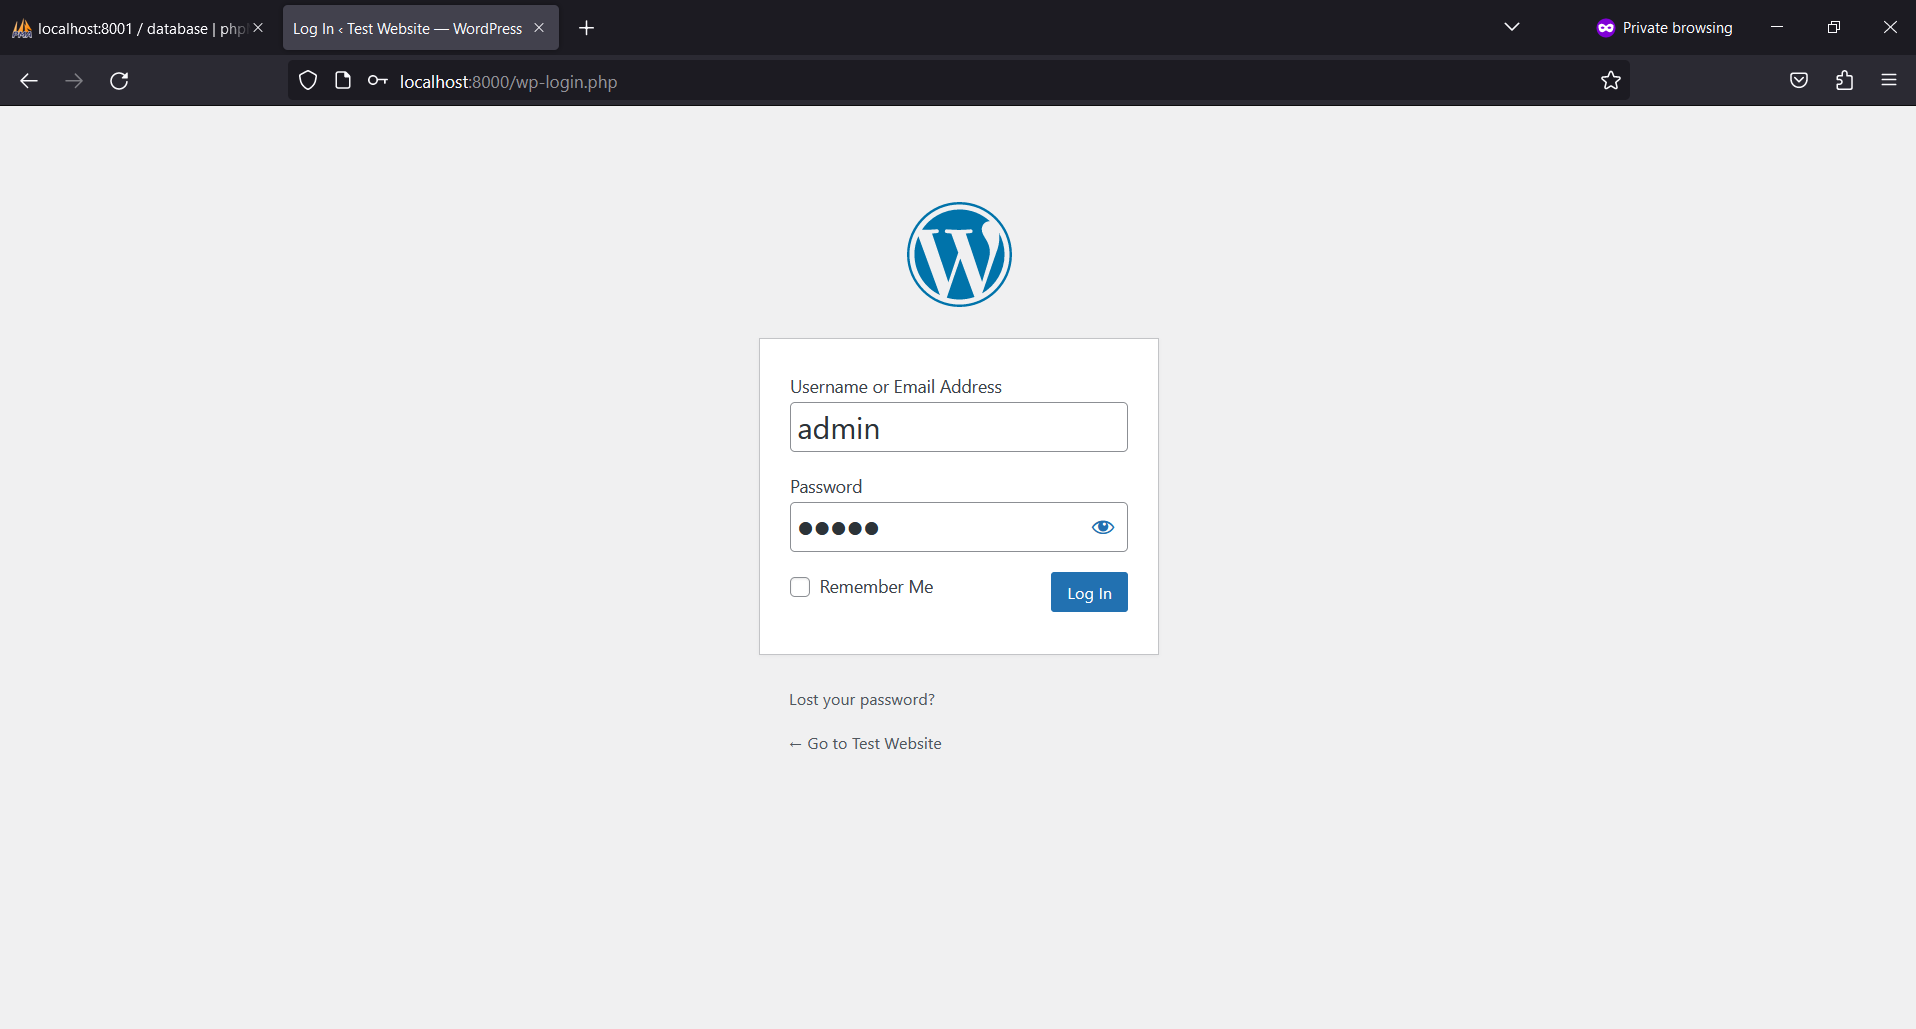 localhost:8001 / database | php
Log In ‹ Test Website — WordPress
Private browsing
localhost:8000/wp-login.php
Username or Email Address
admin
Password
●●●●●
Remember Me
Log In
Lost your password?
← Go to Test Website